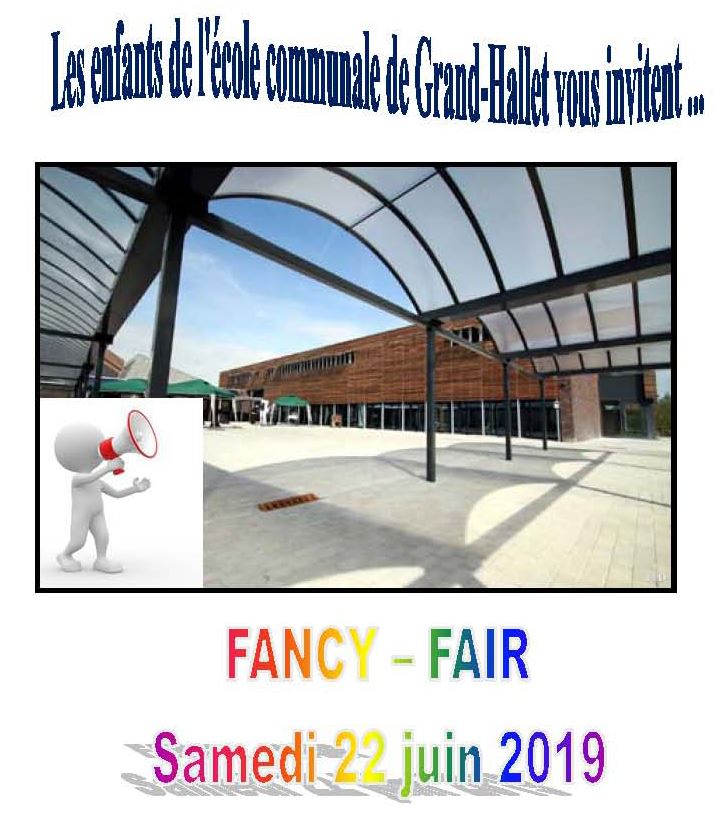 Les enfants de l'école communale de Grand-Hallet vous invitent ...
FANCY – FAIR
Samedi 22 juin 2019